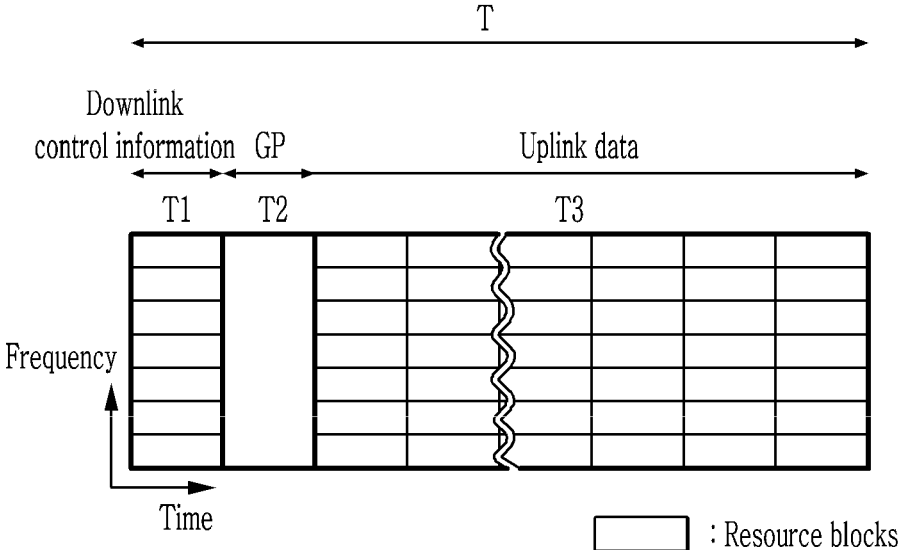 T
Downlink
control information
GP
Uplink data
T1
T2
T3
Frequency
Time
: Resource blocks